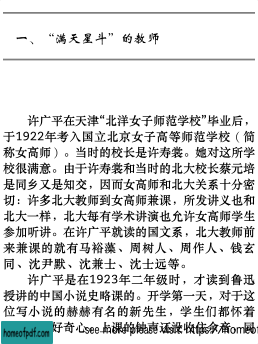 一、“满天星斗”的教师
许广平在天津“北洋女子师范学校”毕业后，
于1922年考入国立北京女子高等师范学校（简
称女高师）。当时的校长是许寿裳。她对这所学
校很满意。由于许寿裳和当时的北大校长蔡元培
是同乡又是知交，因而女高师和北大关系十分密
切：许多北大教师到女高师兼课，所发讲义也和
北大一样，北大每有学术讲演也允许女高师学生
参加听讲。在许广平就读的国文系，北大教师前
来兼课的就有马裕藻、周树人、周作人、钱玄
同、沈尹默、沈兼士、沈士远等。
许广平是在1923年二年级时，才读到鲁迅
授讲的中国小说史略课的。开学第一天，对于这
位写小说的赫赫有名的新先生，学生们都怀着
好奇心。上课的钟声还没收住余音，同
homeofpdf.com
see more please visit: https://homeofpdf.com